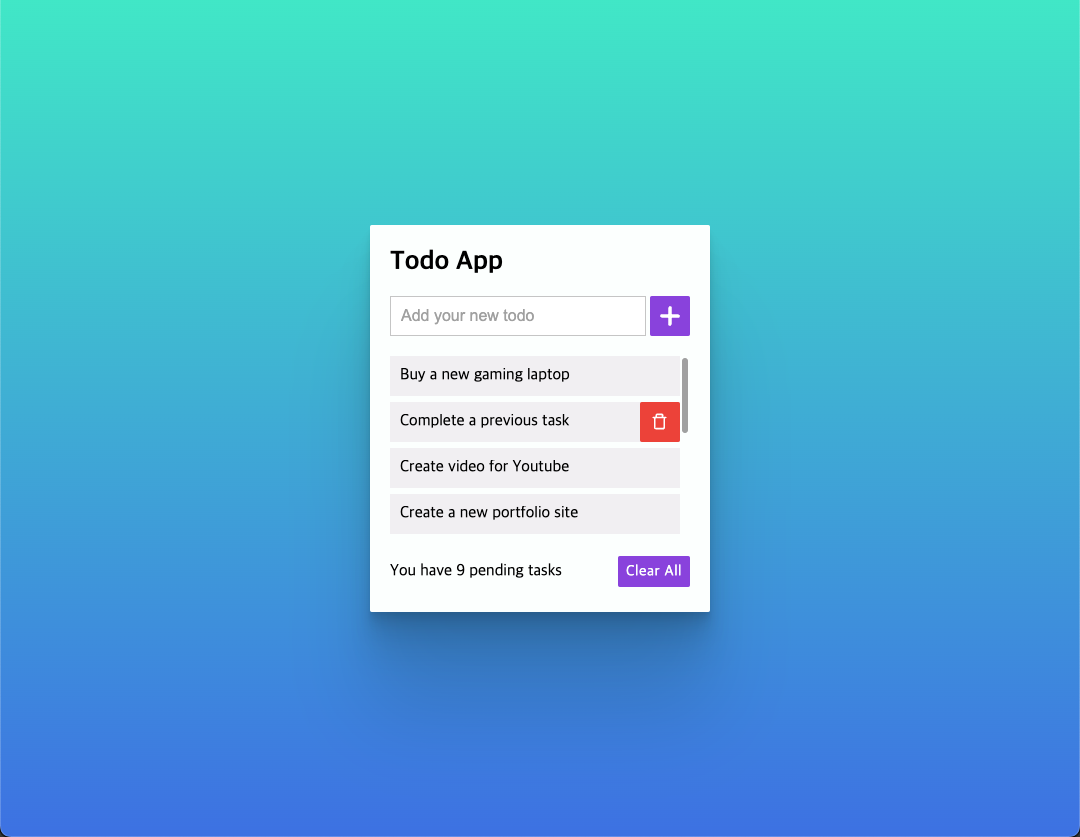 Todo App
Add your new todo
Buy a new gaming laptop
Complete a previous task
Create video for Youtube
Create a new portfolio site
You have 9 pending tasks
Clear All